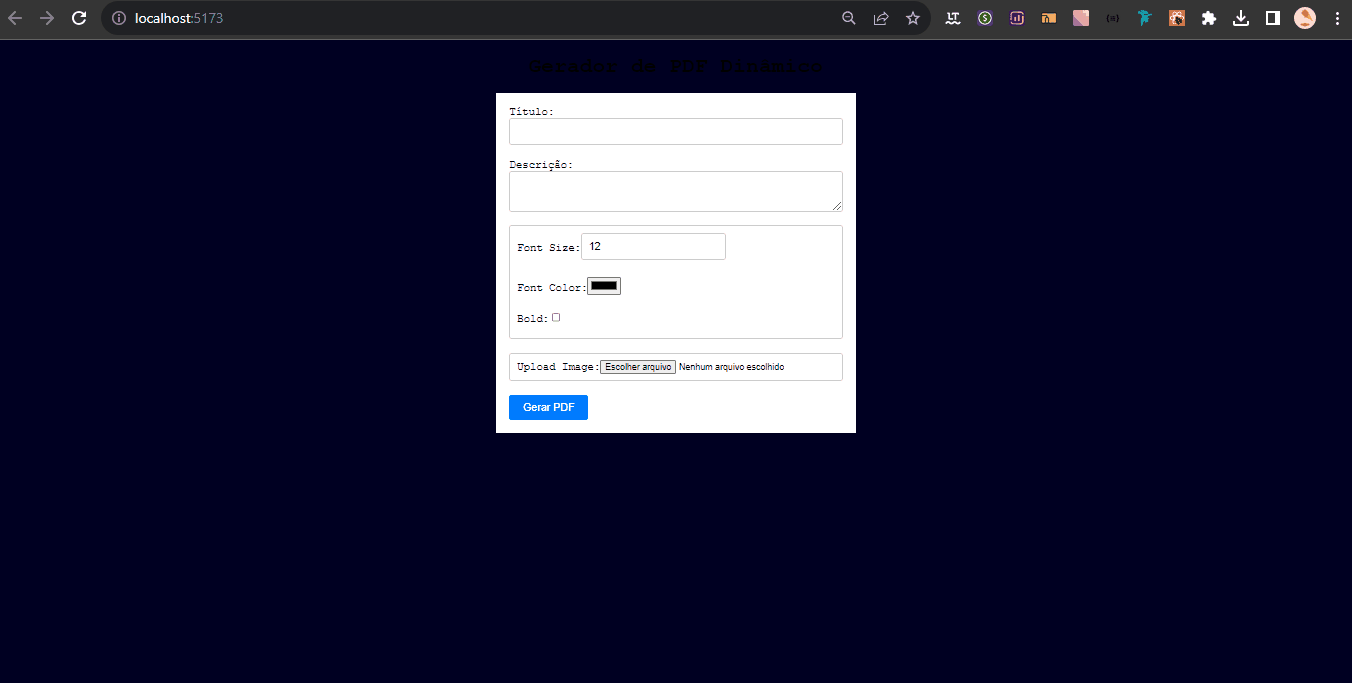 localhost:5173
Gerador de PDF Dinâmico
Título:
Descrição:
Font Size: 12
Font Color:
Bold:
Upload Image: Escolher arquivo Nenhum arquivo escolhido
Gerar PDF